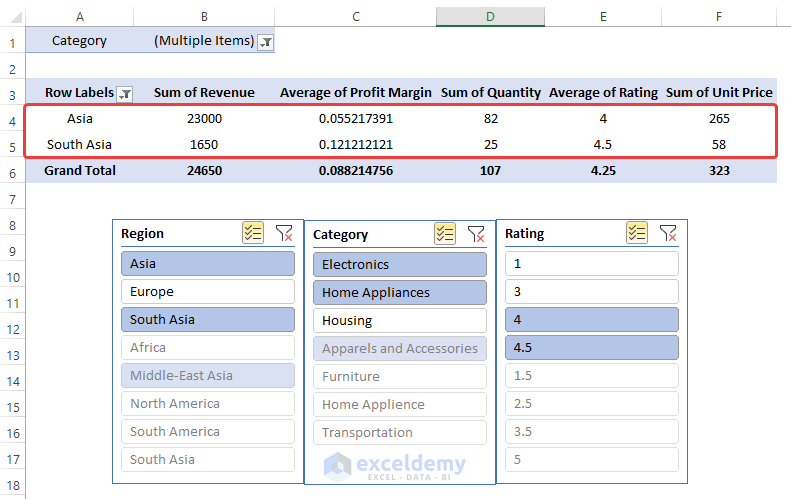 A B C D E F
1 Category (Multiple Items)
2
3 Row Labels Sum of Revenue Average of Profit Margin Sum of Quantity Average of Rating Sum of Unit Price
4 Asia 23000 0.055217391 82 4 265
5 South Asia 1650 0.121212121 25 4.5 58
6 Grand Total 24650 0.088214756 107 4.25 323
7
8 Region Category Rating
9 Asia Electronics 1
10 Europe Home Appliances 3
11 South Asia Housing 4
12 Africa Apparels and Accessories 4.5
13 Middle-East Asia Furniture 1.5
14 North America Home Applience 2.5
15 South America Transportation 3.5
16 South Asia 5
17 exceldemy
18 EXCEL - DATA - BI